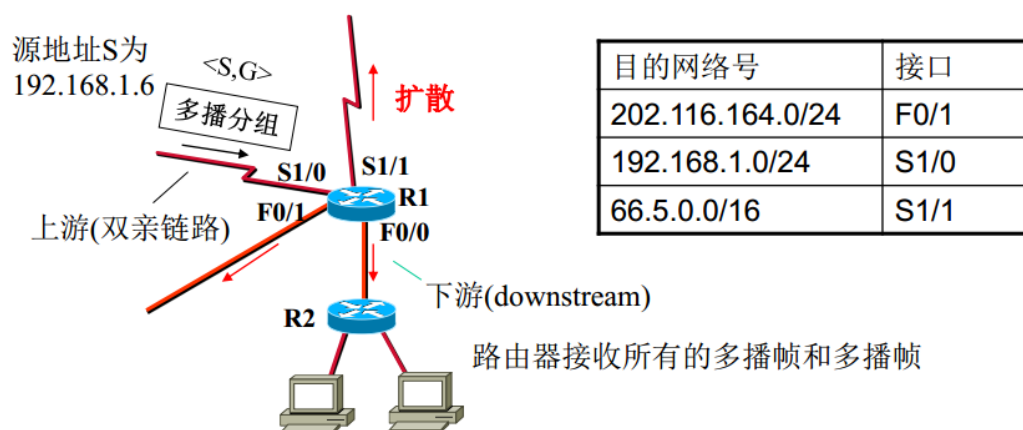 源地址S为
192.168.1.6
<S,G>
多播分组
扩散
S1/0
S1/1
R1
F0/1
F0/0
上游(双亲链路)
下游(downstream)
R2
路由器接收所有的多播帧和多播帧
目的网络号 接口
202.116.164.0/24 F0/1
192.168.1.0/24 S1/0
66.5.0.0/16 S1/1